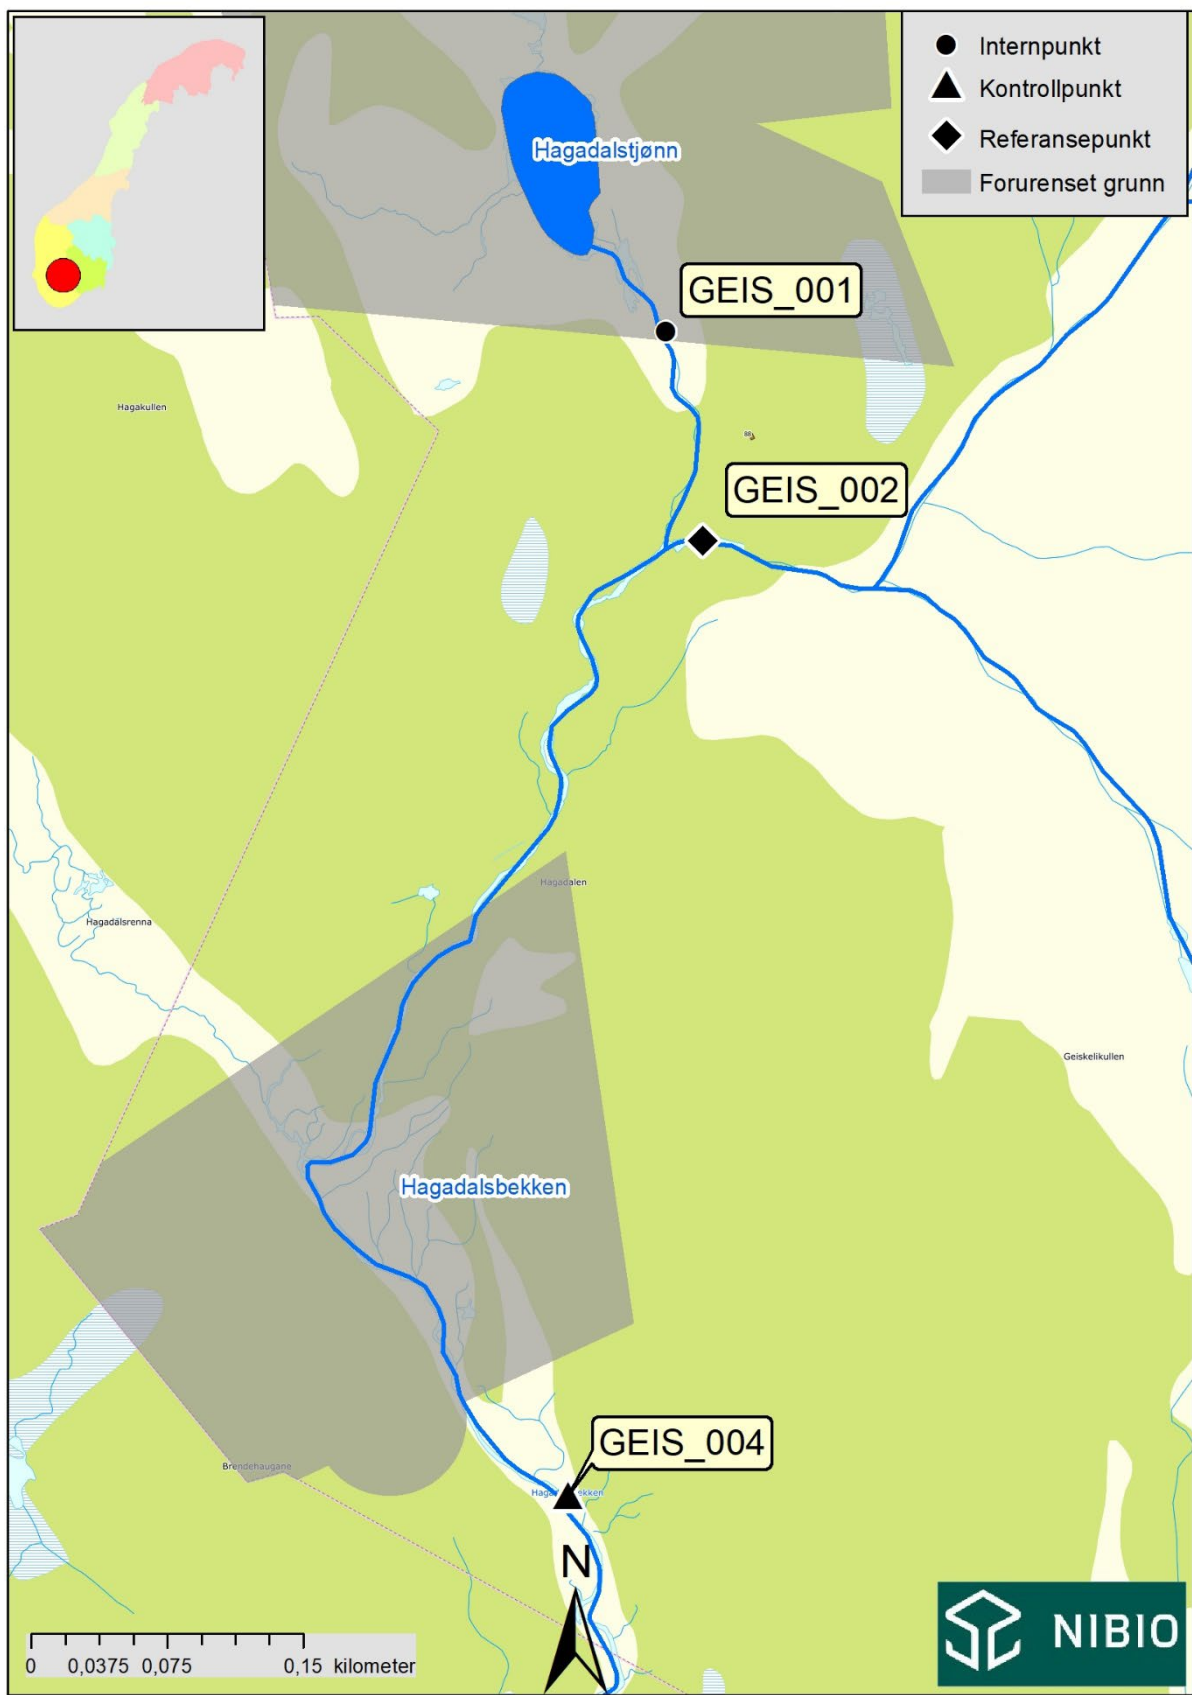 Internpunkt
Kontrollpunkt
Referansepunkt
Forurenset grunn
Hagadalstjønn
GEIS_001
Hagakullen
88
GEIS_002
Hagadalen
Hagadalsrenna
Geiskelikullen
Hagadalsbekken
GEIS_004
Brendehaugane
N
0 0,0375 0,075 0,15 kilometer
NIBIO